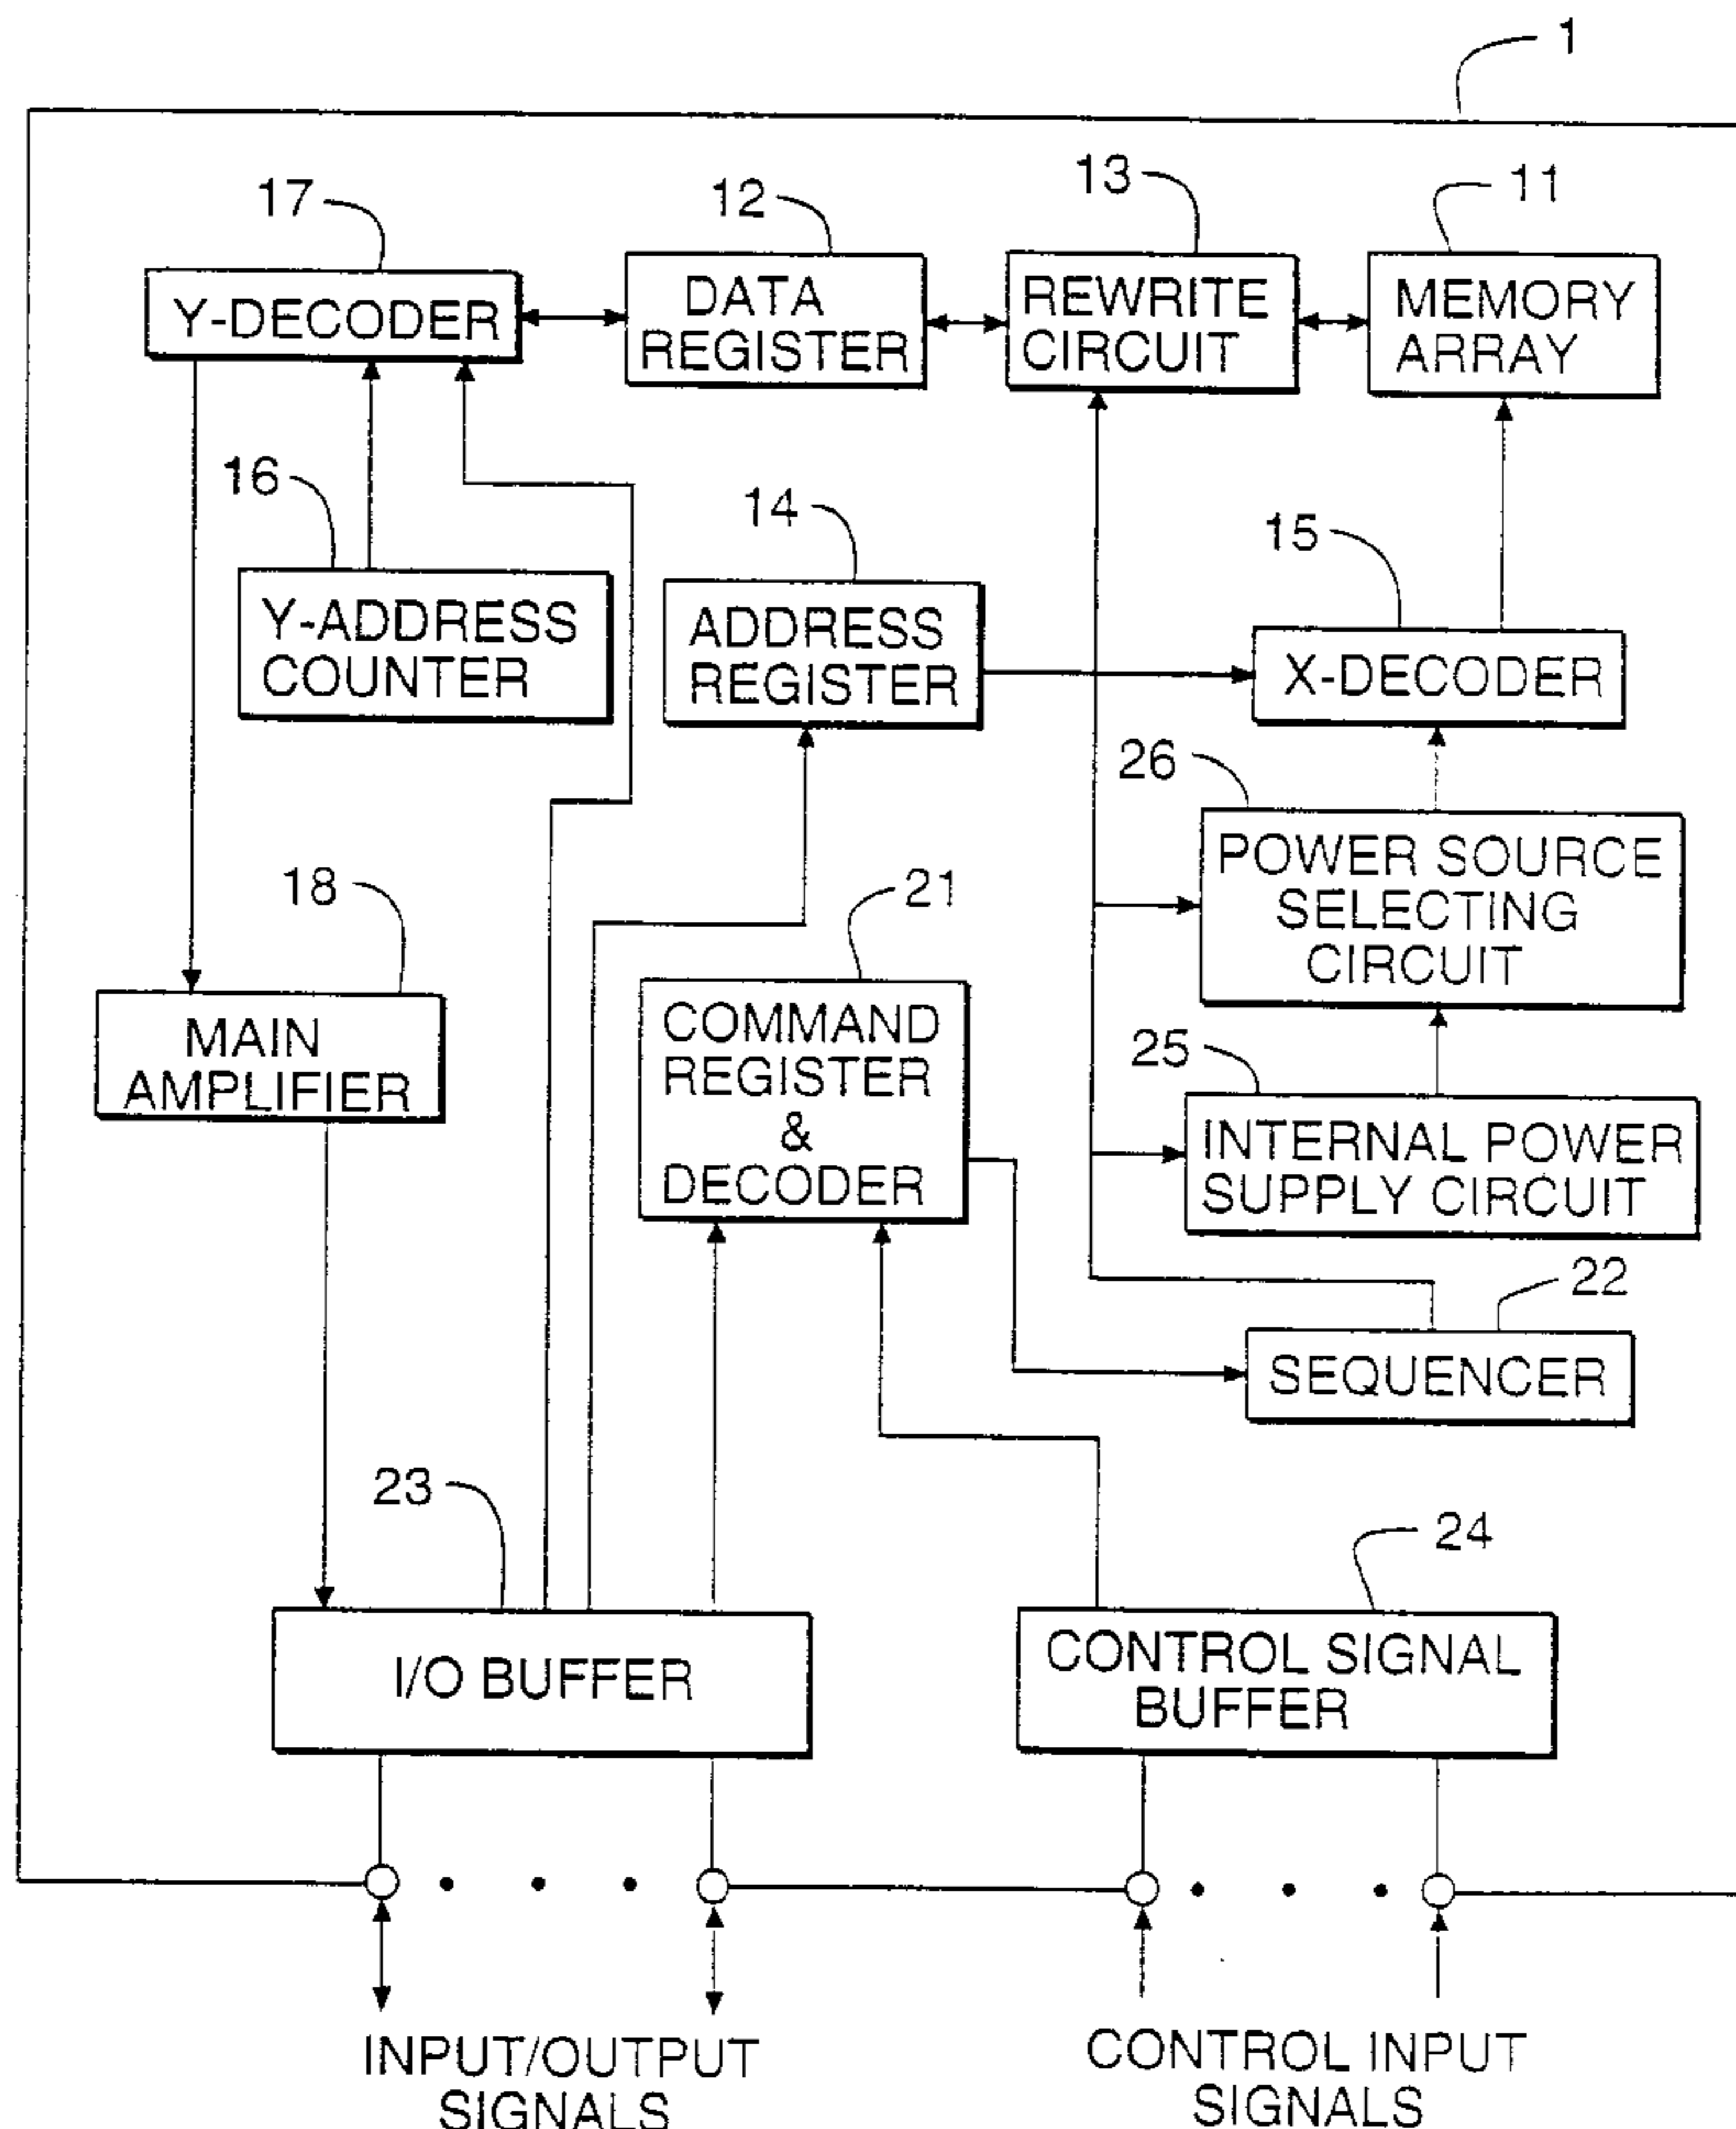 1
17
12
13
11
Y-DECODER
DATA
REGISTER
REWRITE
CIRCUIT
MEMORY
ARRAY
16
14
15
Y-ADDRESS
COUNTER
ADDRESS
REGISTER
X-DECODER
26
POWER SOURCE
SELECTING
CIRCUIT
18
21
MAIN
AMPLIFIER
COMMAND
REGISTER
&
DECODER
25
INTERNAL POWER
SUPPLY CIRCUIT
22
SEQUENCER
23
24
I/O BUFFER
CONTROL SIGNAL
BUFFER
INPUT/OUTPUT
SIGNALS
CONTROL INPUT
SIGNALS